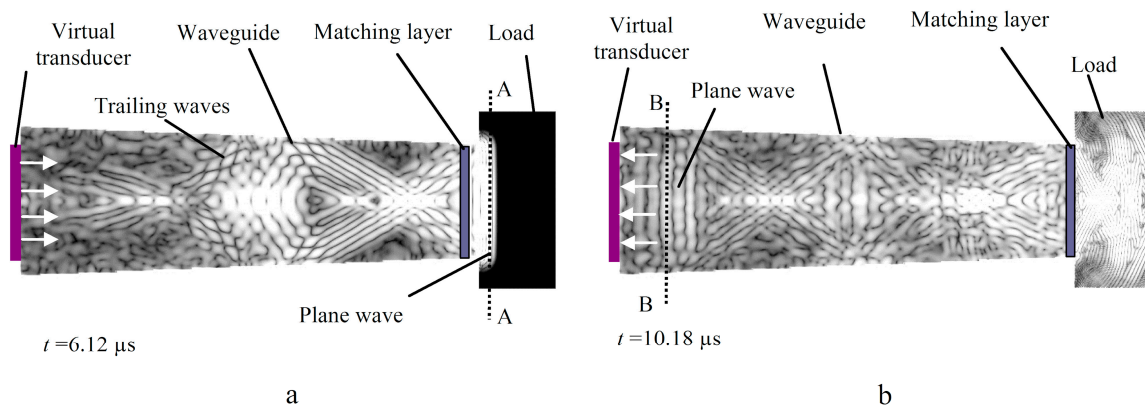 Virtual
transducer
Waveguide
Matching layer
Load
A
Trailing waves
Plane wave
A
t =6.12 µs
a
Virtual
transducer
Waveguide
Matching layer
Load
B
Plane wave
B
t =10.18 µs
b